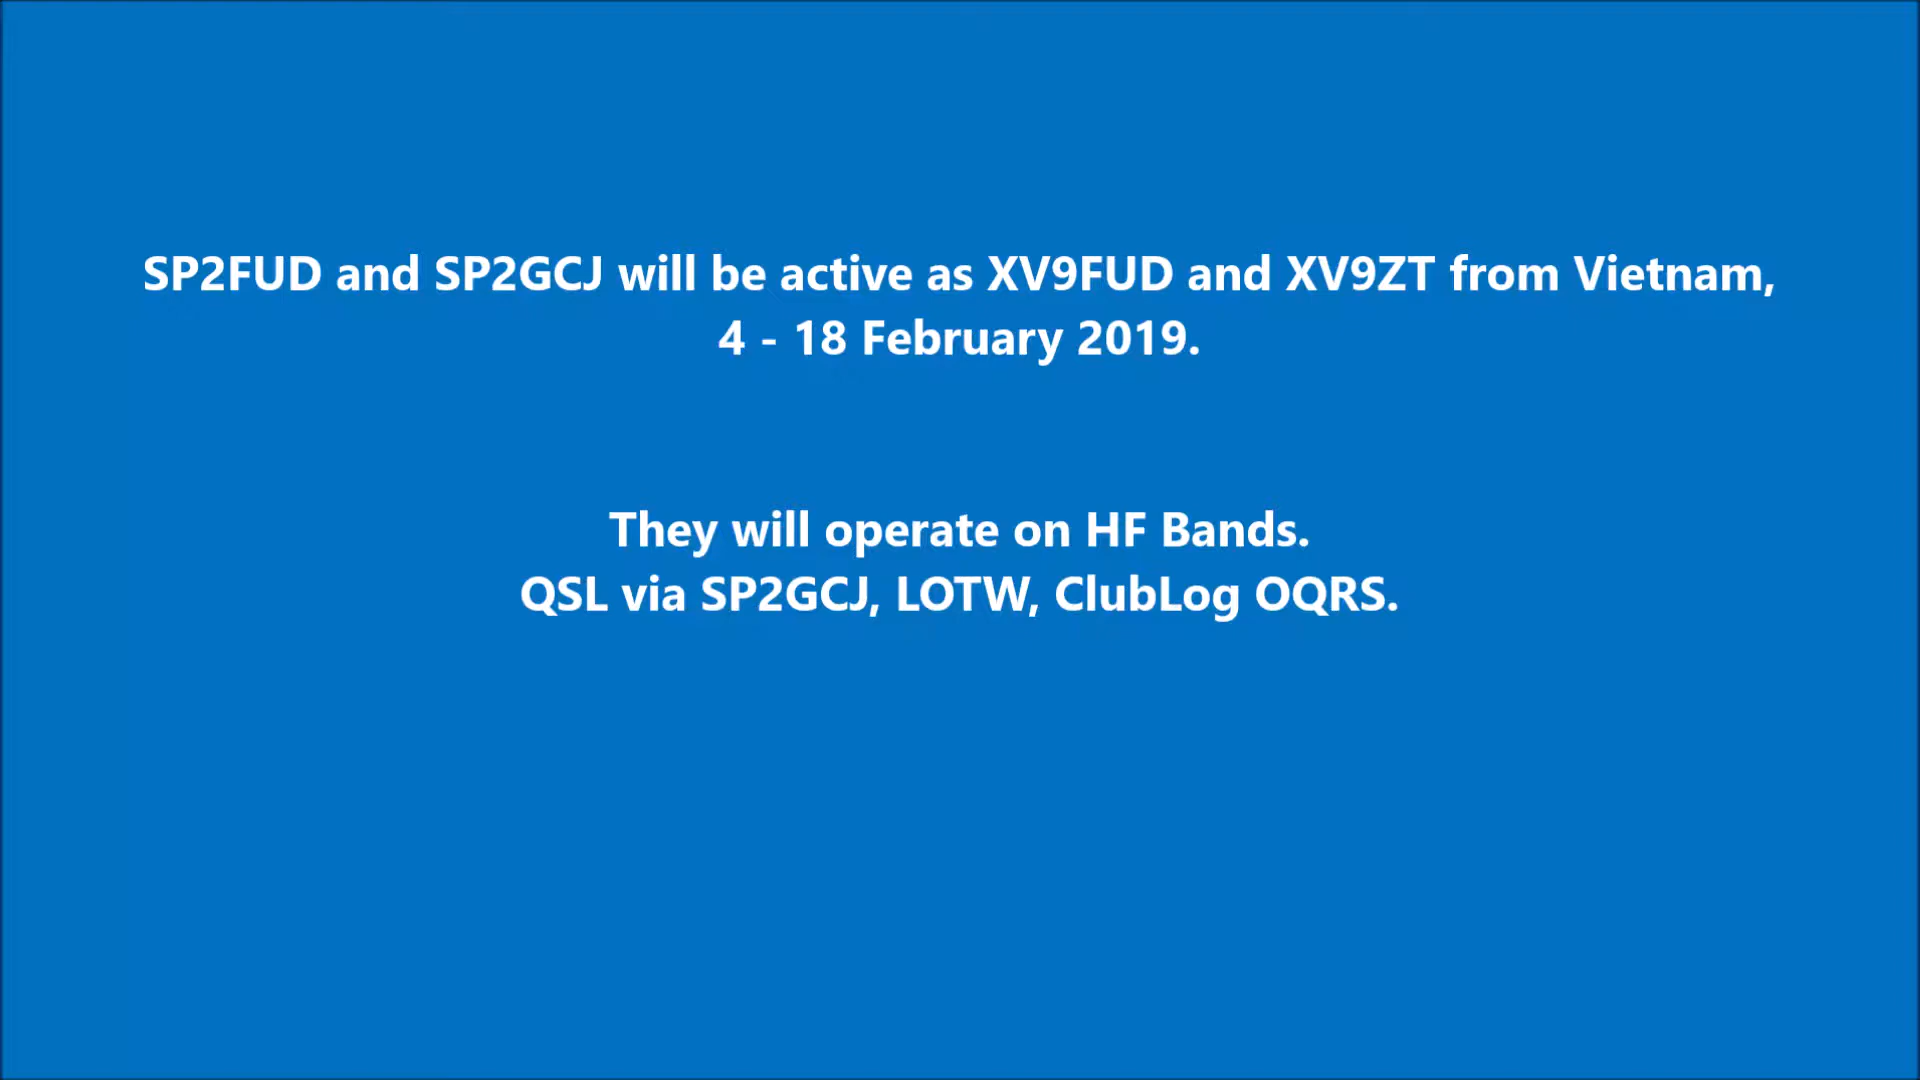 SP2FUD and SP2GCJ will be active as XV9FUD and XV9ZT from Vietnam,
4 - 18 February 2019.
They will operate on HF Bands.
QSL via SP2GCJ, LOTW, ClubLog OQRS.